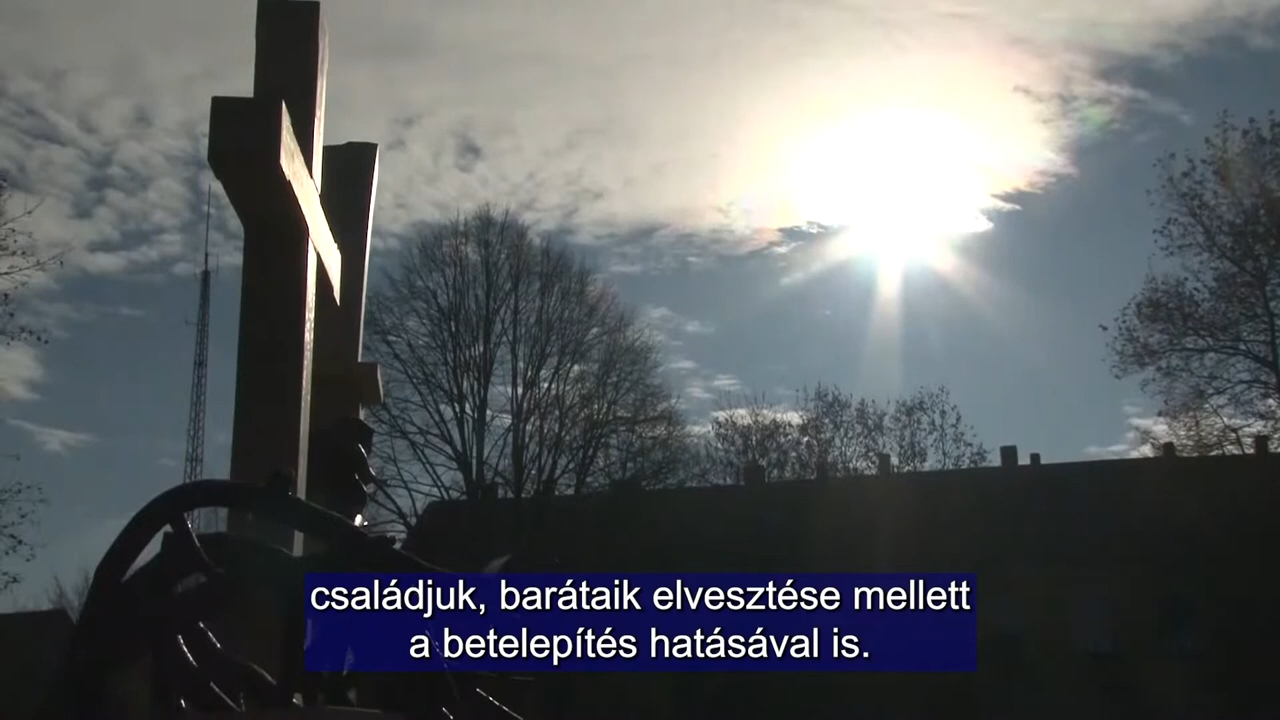 családjuk, barátaik elvesztése mellett
a betelepítés hatásával is.